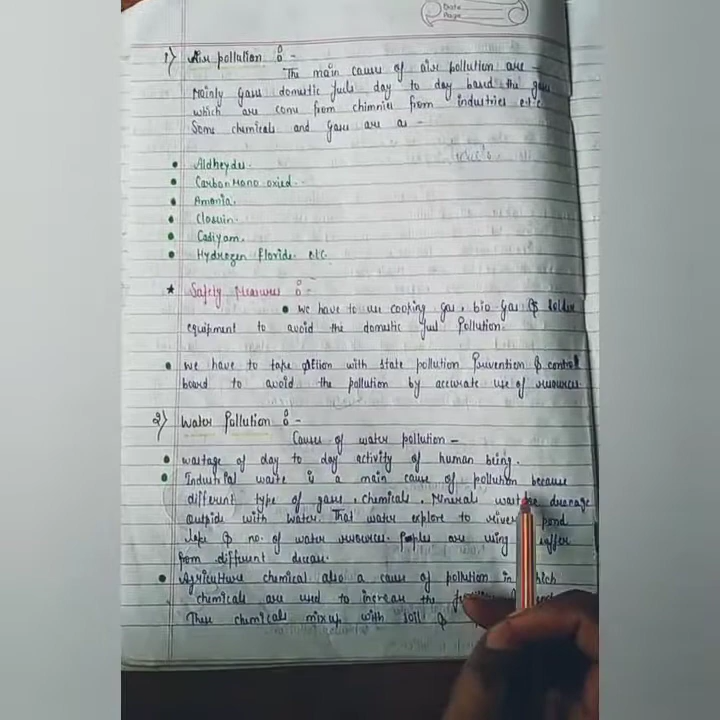 Date
Page
1) Air pollution :-
The main cause of air pollution are -
Mainly gases domestic fuels day to day based the gases
which are come from chimnies from industries etc
Some chemicals and gases are as -
• Aldheydes.
• Carbon Mono oxied.
• Amonia.
• Clouin.
• Cadiyam.
• Hydrogen floride etc.
★ Safety Measures :-
• We have to use cooking gas, bio gas & solar
equipment to avoid the domestic fuel Pollution.
• We have to take action with state pollution Prevention & control
board to avoid the pollution by accurate use of resources
2) Water Pollution :-
Causes of water pollution -
• Wastage of day to day activity of human being.
• Industrial waste is a main cause of pollution because
different type of gases, chemicals, Mineral drearage
outside with water. That water explore to river pond
lake & no. of water resources. Peoples are using suffer
from different diseases.
• Agriculture chemical also a cause of pollution in which
chemicals are used to increase the
These chemicals mixup with soil &